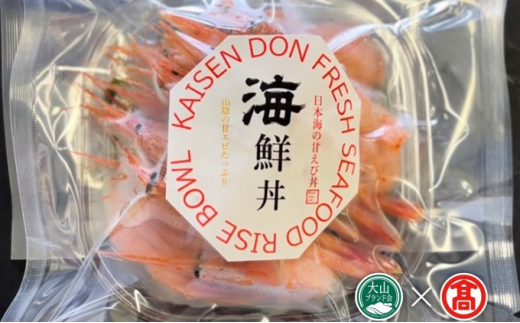 KAISEN DON FRESH SEAFOOD RISE BOWL
日本海の甘えび丼
海鮮丼
山陰の甘エビたっぷり
大山
ブランド会
×
髙